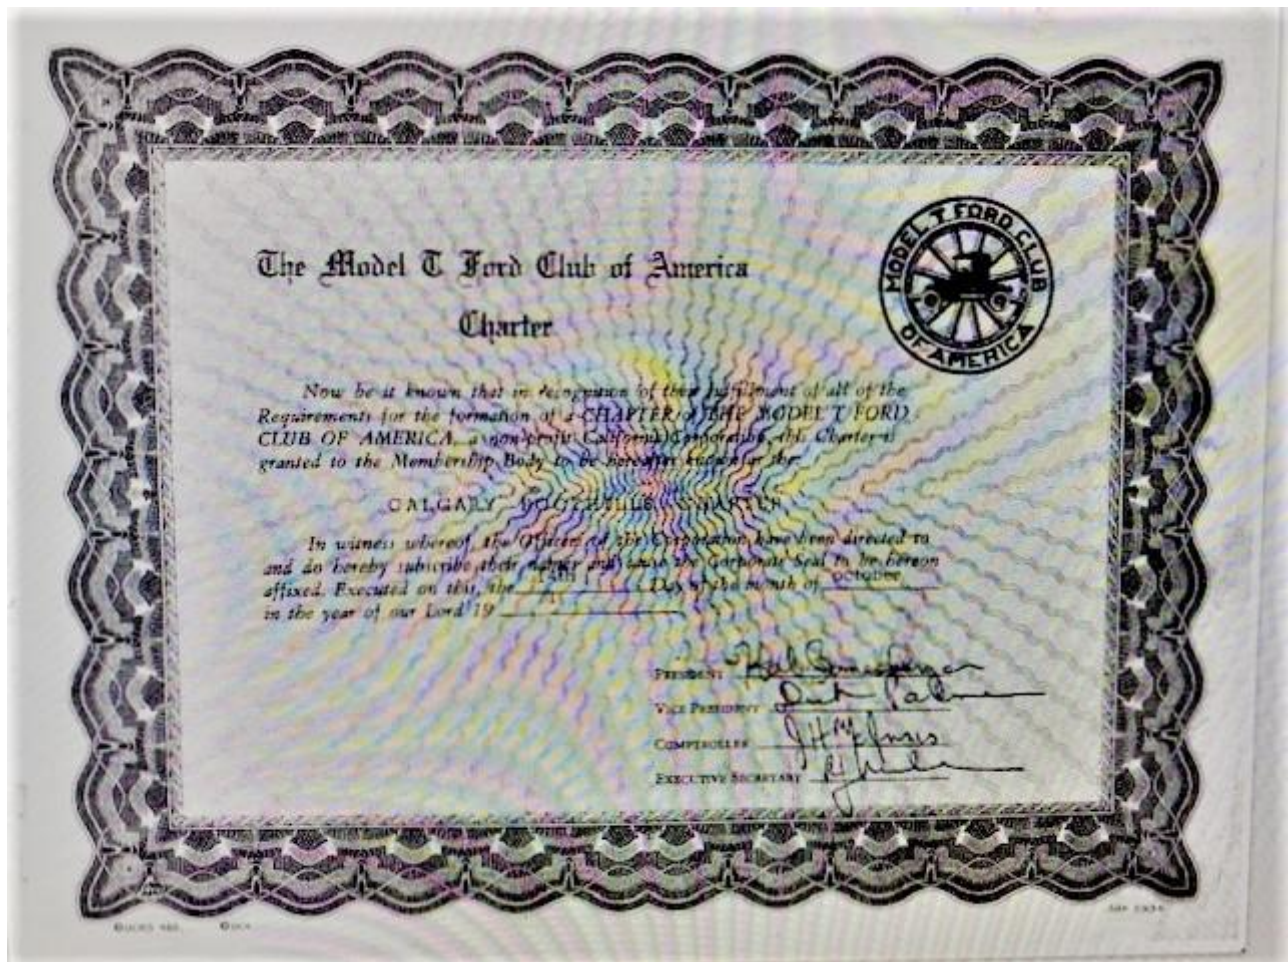 MODEL T FORD CLUB
OF AMERICA
The Model T Ford Club of America
Charter
Now be it known that in recognition of their fulfillment of all of the
Requirements for the formation of a CHAPTER of THE MODEL T FORD
CLUB OF AMERICA, a non-profit California Corporation, this Charter is
granted to the Membership Body to be hereafter known as the:
CALGARY FOOTHILLS CHAPTER
In witness whereof, the Officers of the Corporation have been directed to
and do hereby subscribe their names and cause the Corporate Seal to be hereon
affixed. Executed on this, the 14th Day of the month of October
in the year of our Lord 19
PRESIDENT
VICE PRESIDENT
COMPTROLLER
EXECUTIVE SECRETARY